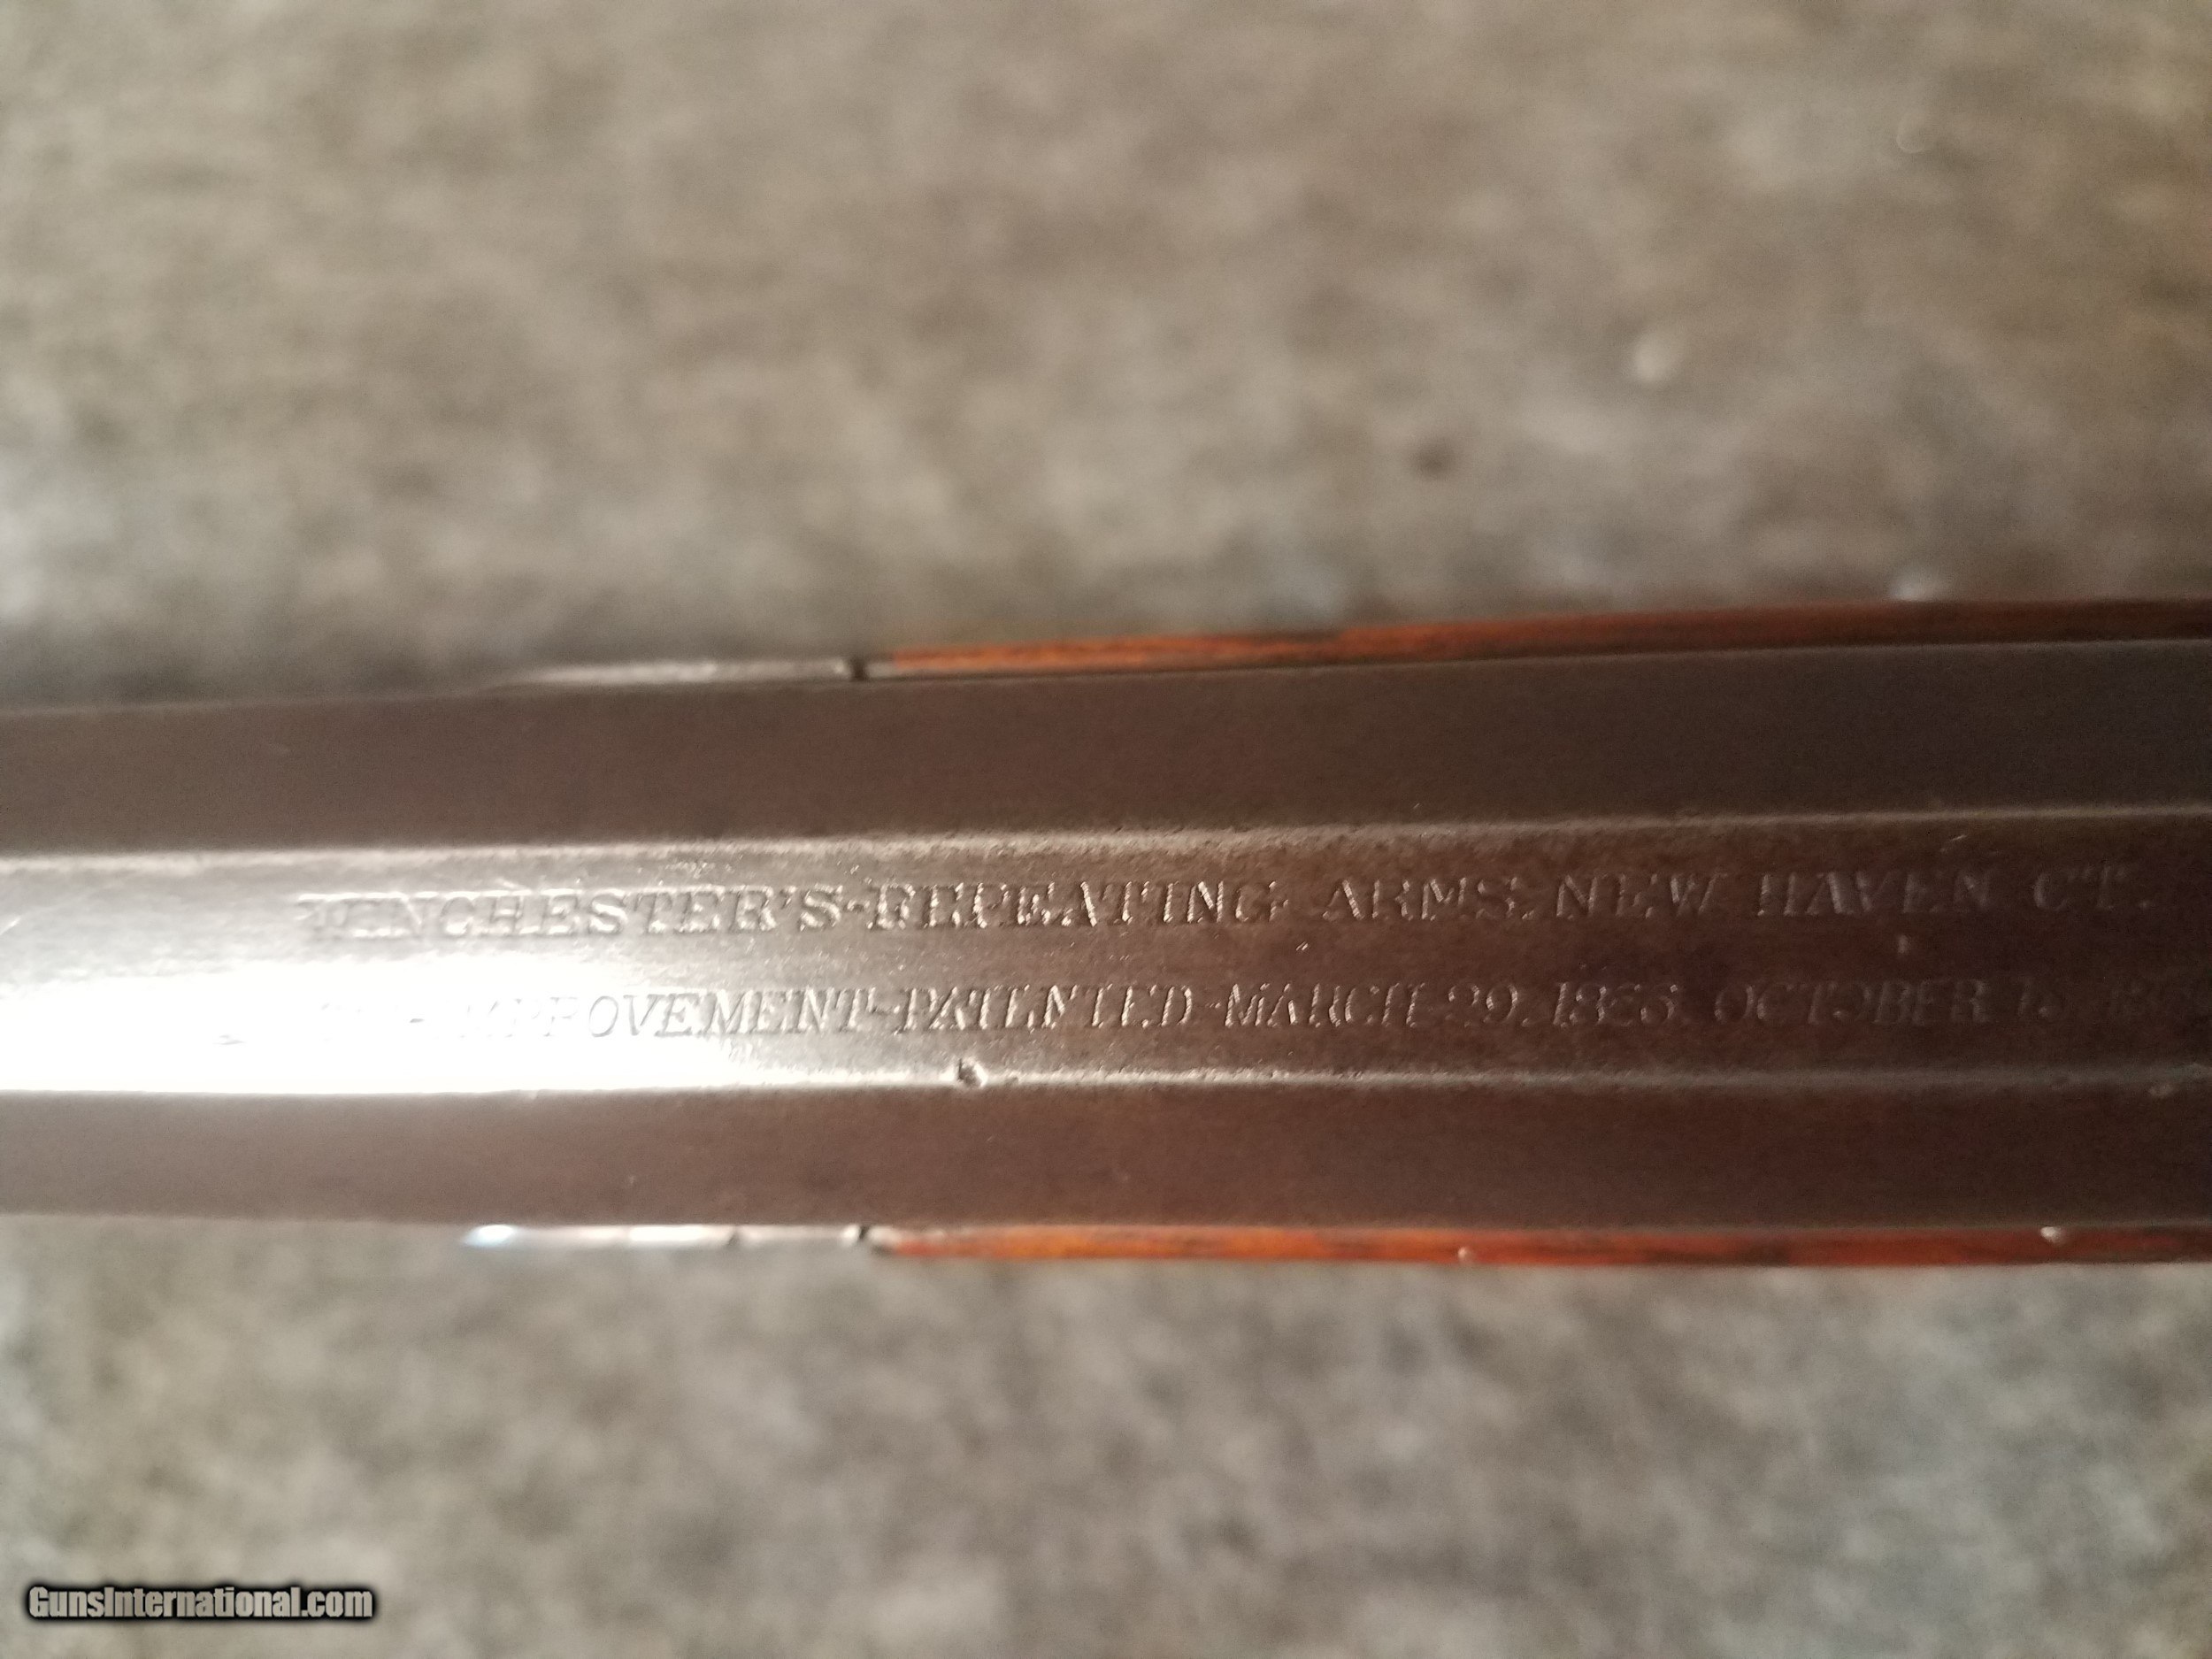 WINCHESTER'S-REPEATING ARMS. NEW HAVEN CT.
IMPROVEMENT-PATENTED-MARCH 29, 1866. OCTOBER
GunsInternational.com